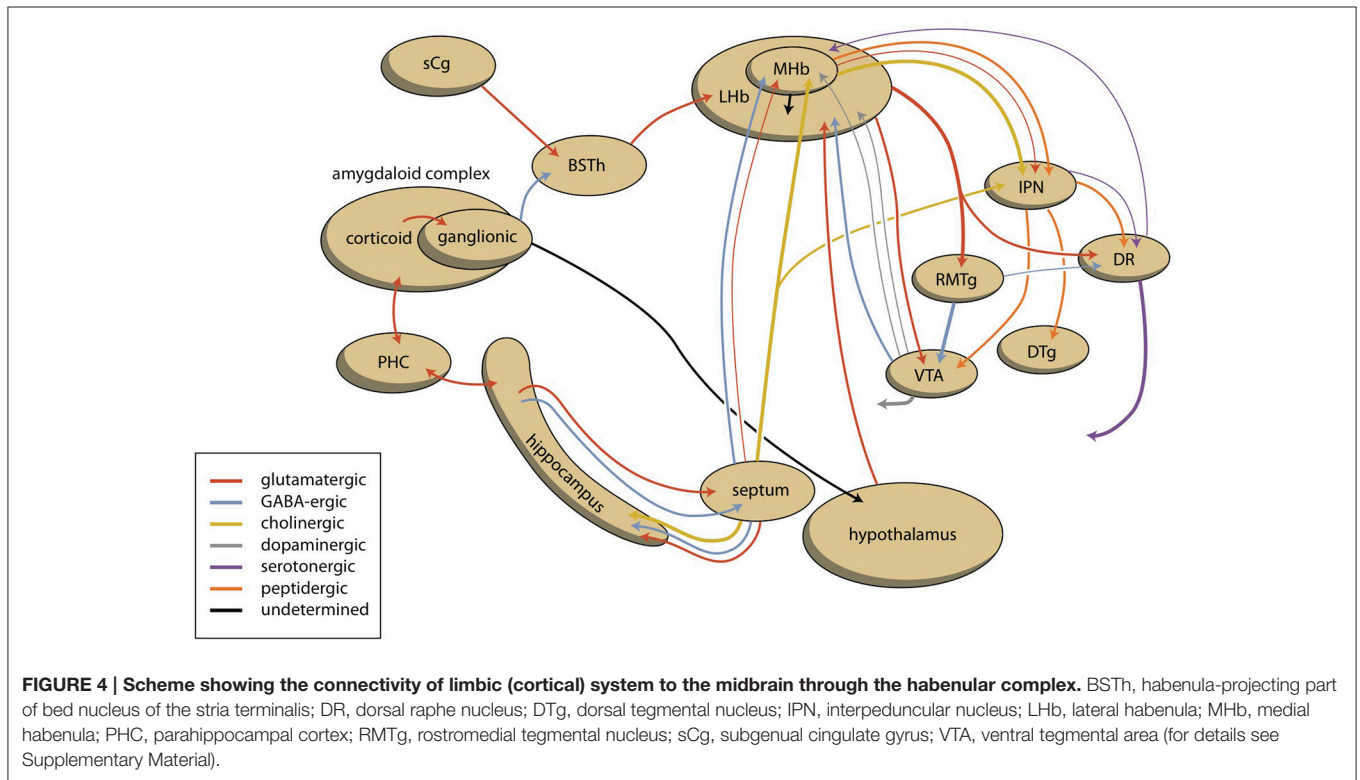 sCg
MHb
LHb
BSTh
amygdaloid complex
IPN
corticoid
ganglionic
DR
RMTg
PHC
DTg
VTA
hippocampus
septum
hypothalamus
glutamatergic
GABA-ergic
cholinergic
dopaminergic
serotonergic
peptidergic
undetermined
FIGURE 4 | Scheme showing the connectivity of limbic (cortical) system to the midbrain through the habenular complex. BSTh, habenula-projecting part
of bed nucleus of the stria terminalis; DR, dorsal raphe nucleus; DTg, dorsal tegmental nucleus; IPN, interpeduncular nucleus; LHb, lateral habenula; MHb, medial
habenula; PHC, parahippocampal cortex; RMTg, rostromedial tegmental nucleus; sCg, subgenual cingulate gyrus; VTA, ventral tegmental area (for details see
Supplementary Material).